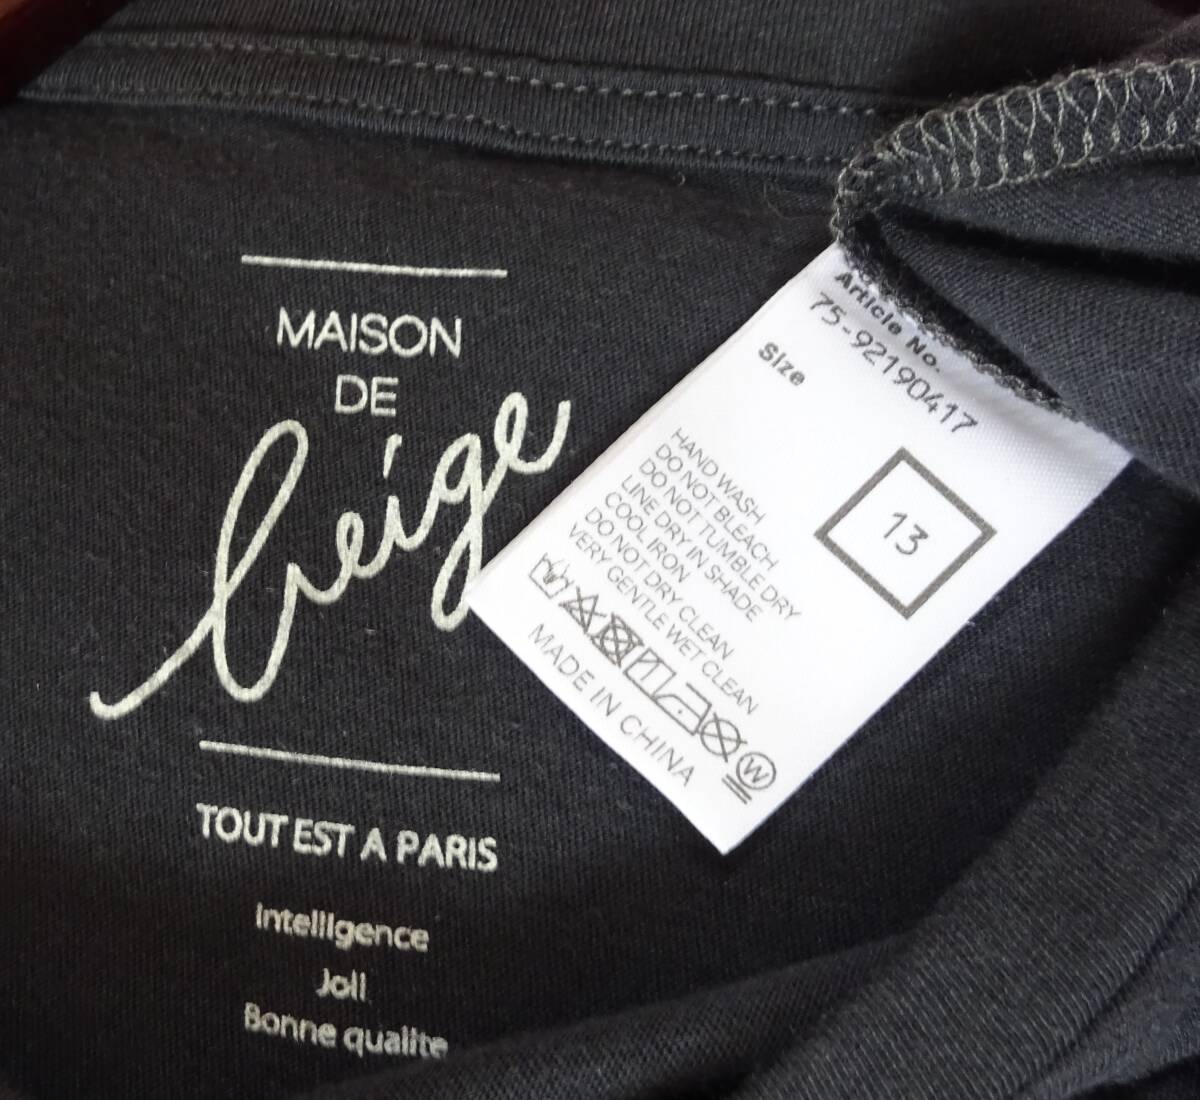 MAISON
DE
beige
TOUT EST A PARIS
Intelligence
Joli
Bonne qualite
Article No.
75-92190417
Size
13
HAND WASH
DO NOT BLEACH
DO NOT TUMBLE DRY
LINE DRY IN SHADE
COOL IRON
DO NOT DRY CLEAN
VERY GENTLE WET CLEAN
W
MADE IN CHINA